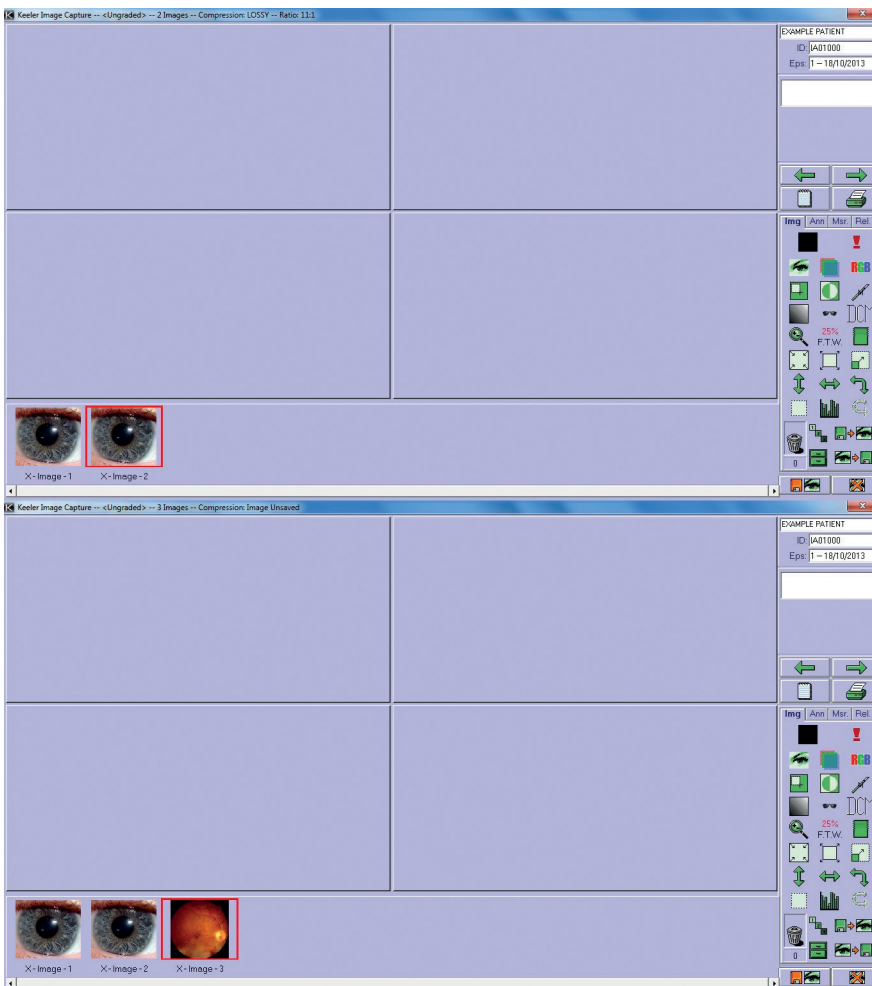 Keeler Image Capture -- <Ungraded> -- 2 Images -- Compression: LOSSY -- Ratio: 11:1
EXAMPLE PATIENT
ID: IA01000
Eps: 1 – 18/10/2013
Img Ann Msr. Rel.
RGB
DCM
25%
F.T.W.
0
X-Image-1 X-Image-2
Keeler Image Capture -- <Ungraded> -- 3 Images -- Compression: Image Unsaved
EXAMPLE PATIENT
ID: IA01000
Eps: 1 – 18/10/2013
Img Ann Msr. Rel.
RGB
DCM
25%
F.T.W.
0
X-Image-1 X-Image-2 X-Image-3